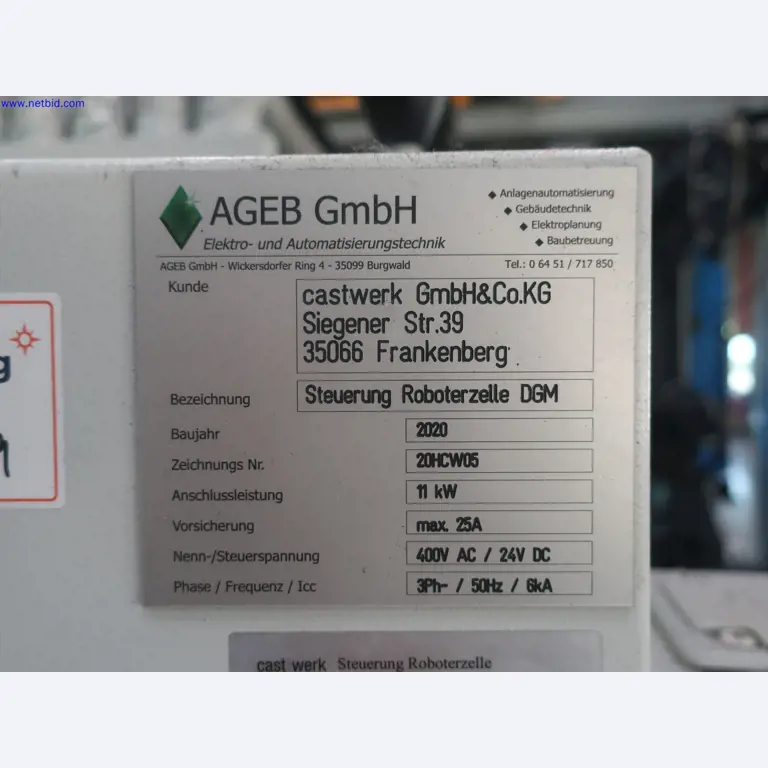 www.netbid.com
AGEB GmbH
Elektro- und Automatisierungstechnik
◆ Anlagenautomatisierung
◆ Gebäudetechnik
◆ Elektroplanung
◆ Baubetreuung
AGEB GmbH - Wickersdorfer Ring 4 - 35099 Burgwald
Tel.: 0 64 51 / 717 850
Kunde
castwerk GmbH&Co.KG
Siegener Str.39
35066 Frankenberg
Bezeichnung Steuerung Roboterzelle DGM
Baujahr 2020
Zeichnungs Nr. 20HCW05
Anschlussleistung 11 kW
Vorsicherung max. 25A
Nenn-/Steuerspannung 400V AC / 24V DC
Phase / Frequenz / Icc 3Ph~ / 50Hz / 6kA
cast werk Steuerung Roboterzelle